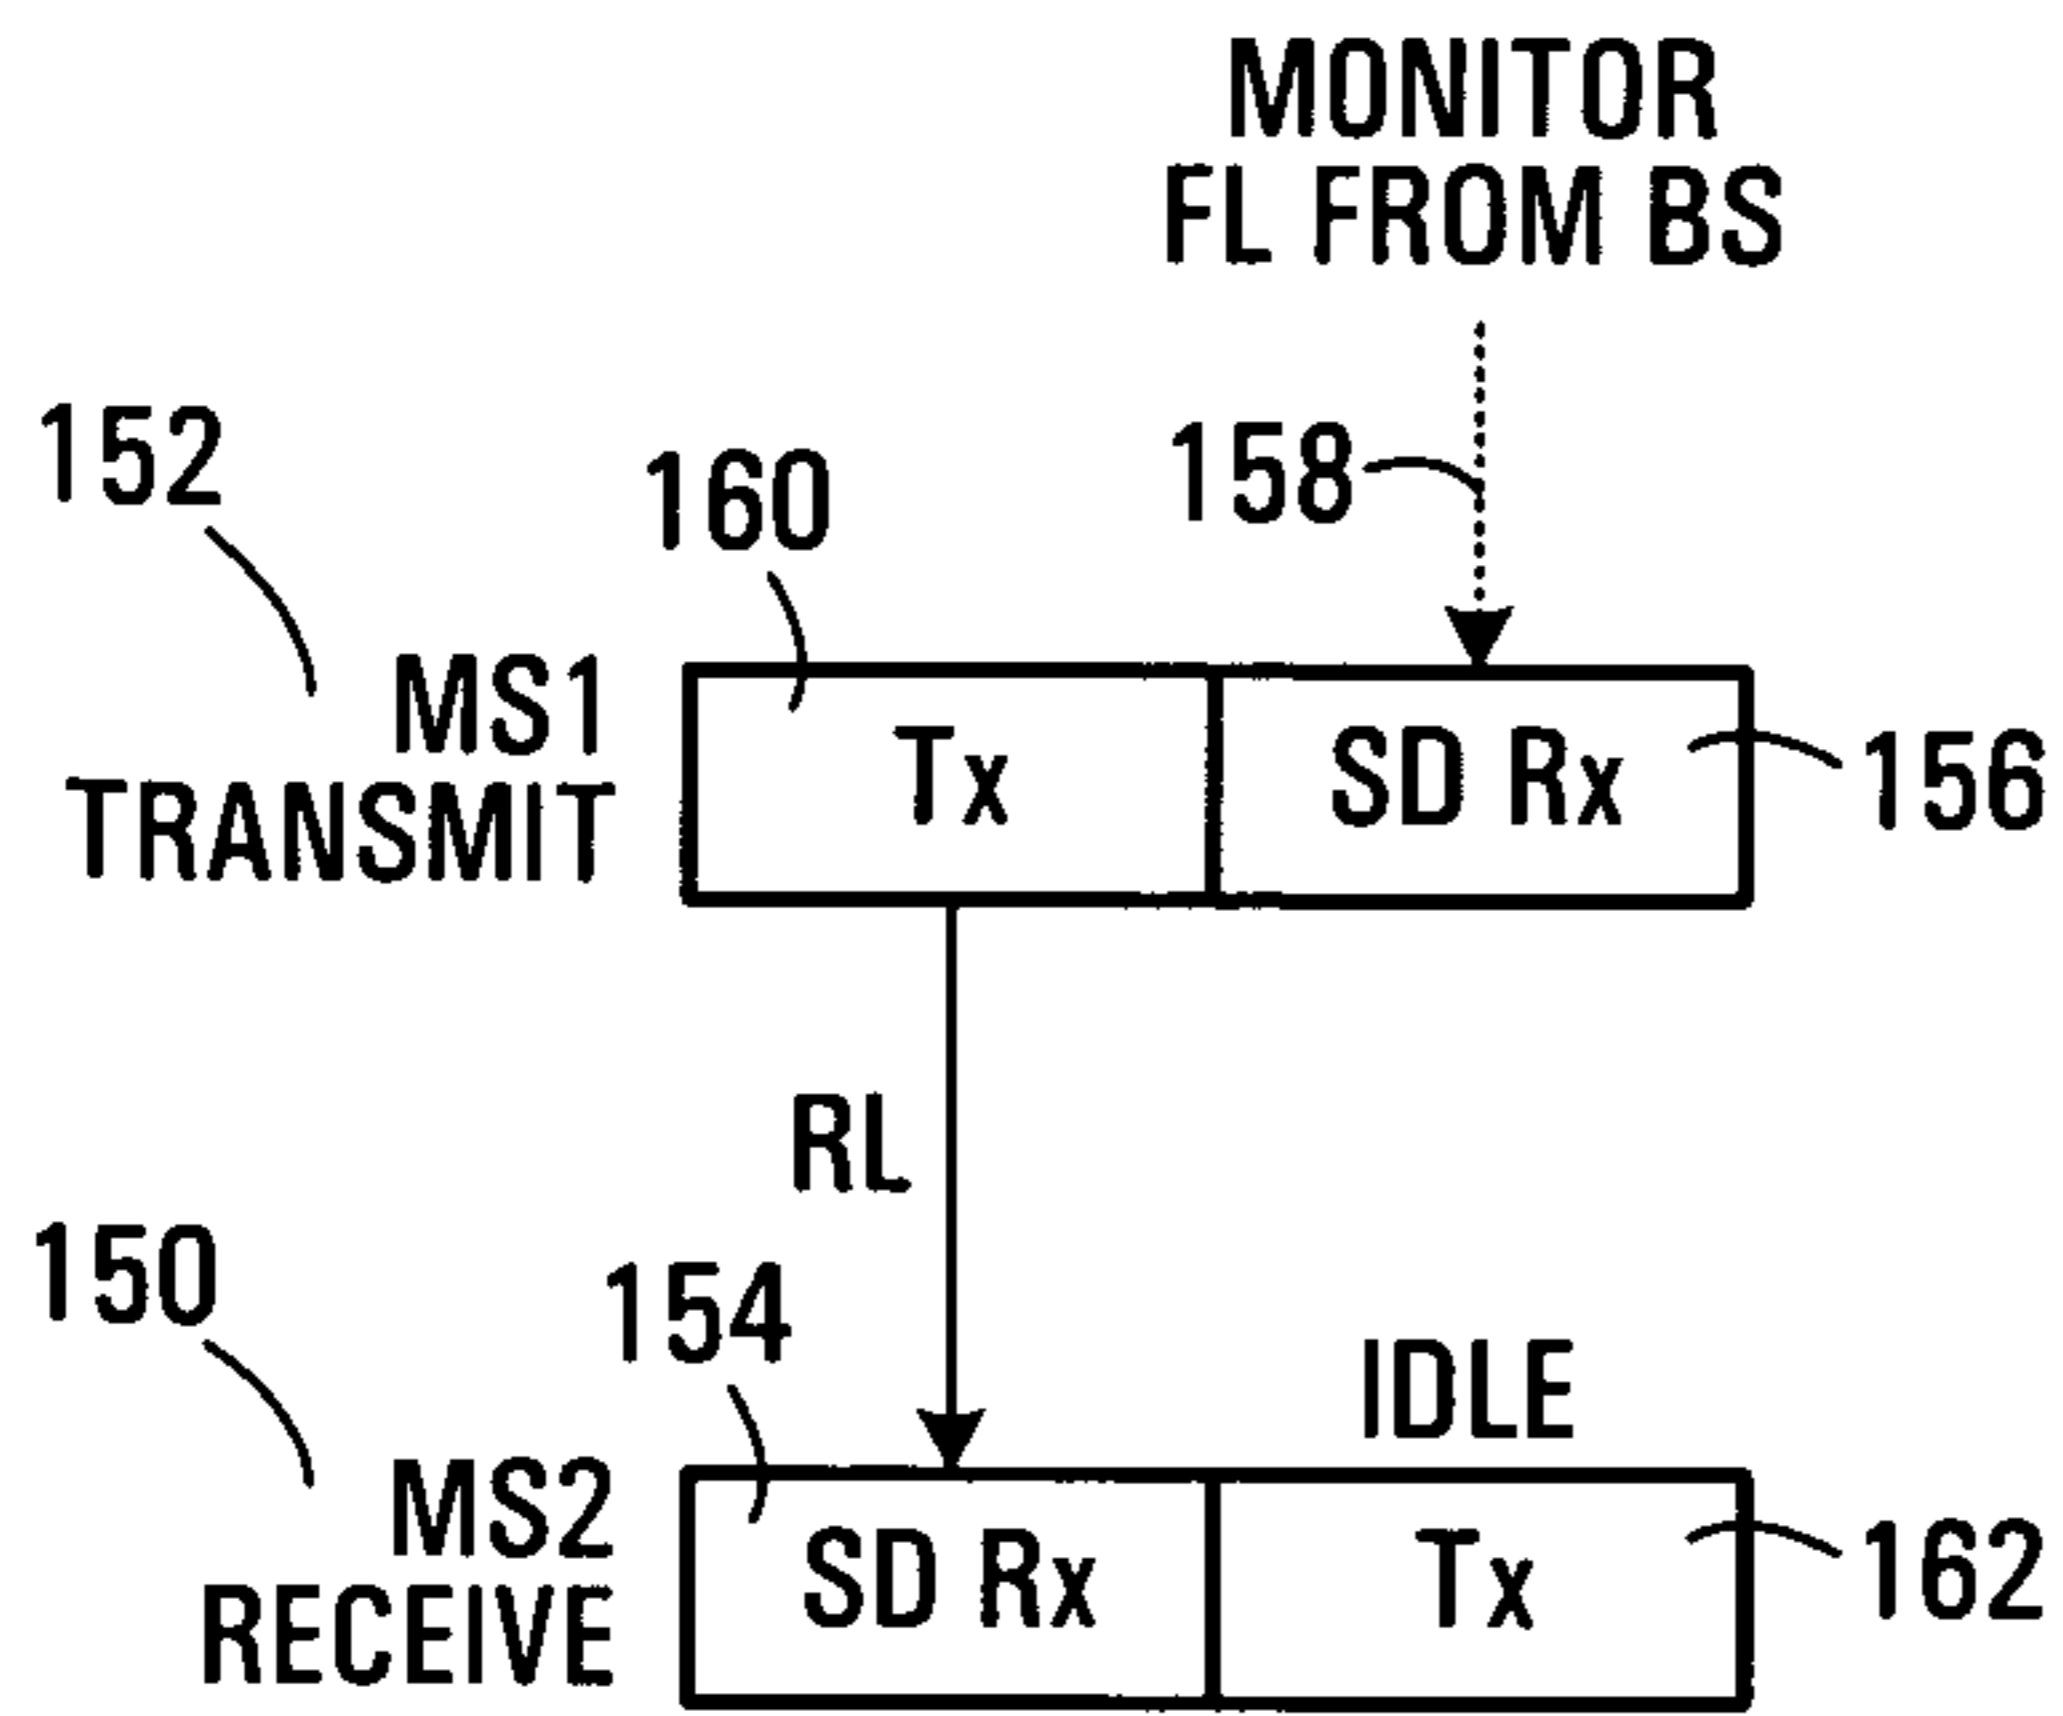 MONITOR
FL FROM BS
152
160
158
MS1
TRANSMIT
Tx
SD Rx
156
RL
150
154
IDLE
MS2
RECEIVE
SD Rx
Tx
162